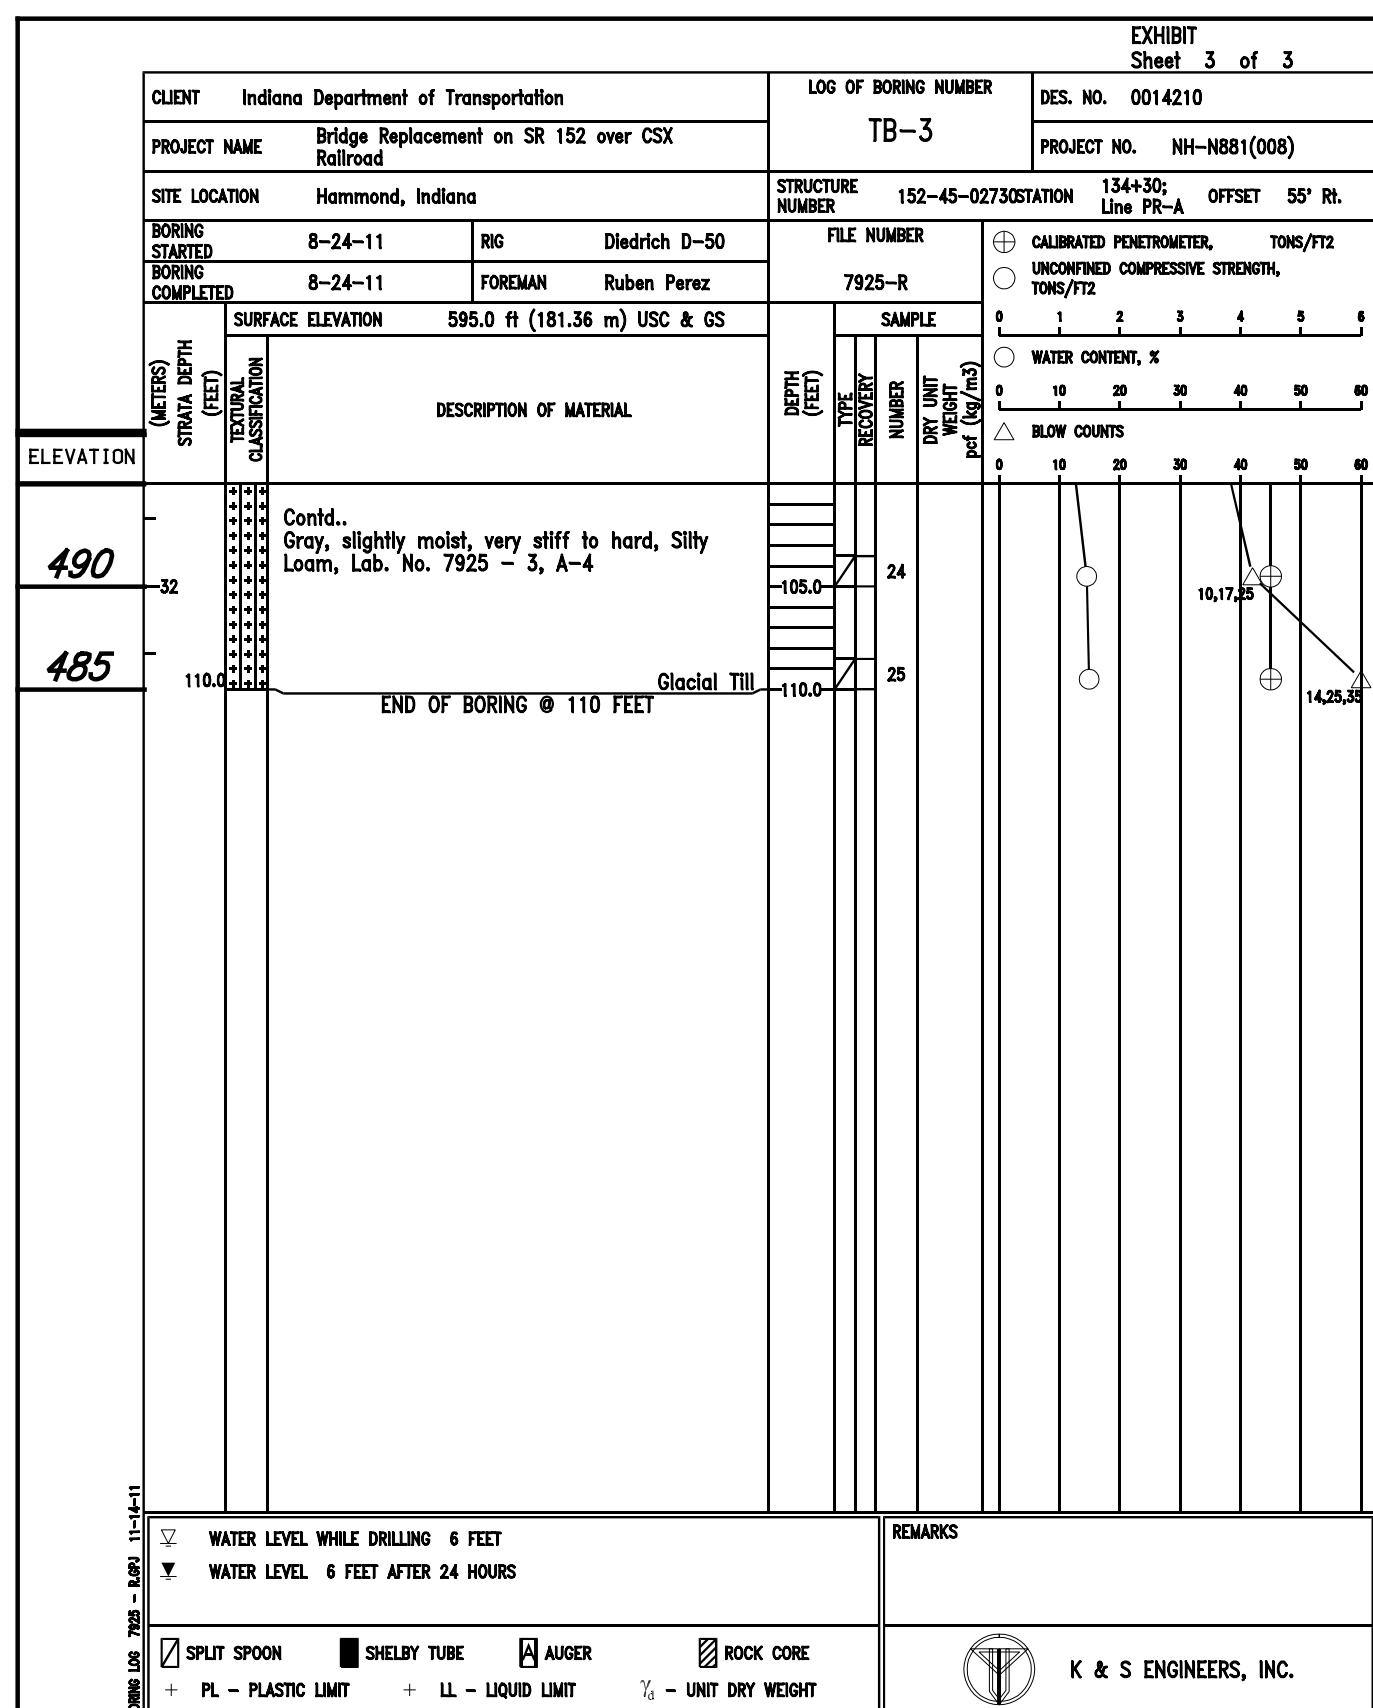 EXHIBIT
Sheet 3 of 3
CLIENT Indiana Department of Transportation
LOG OF BORING NUMBER
TB-3
DES. NO. 0014210
PROJECT NAME Bridge Replacement on SR 152 over CSX
Railroad
PROJECT NO. NH-N881(008)
SITE LOCATION Hammond, Indiana
STRUCTURE
NUMBER
152-45-02730
STATION
134+30;
Line PR-A
OFFSET 55' Rt.
BORING
STARTED
8-24-11
RIG Diedrich D-50
FILE NUMBER
7925-R
BORING
COMPLETED
8-24-11
FOREMAN Ruben Perez
CALIBRATED PENETROMETER, TONS/FT2
UNCONFINED COMPRESSIVE STRENGTH,
TONS/FT2
0 1 2 3 4 5 6
SURFACE ELEVATION 595.0 ft (181.36 m) USC & GS
SAMPLE
WATER CONTENT, %
0 10 20 30 40 50 60
BLOW COUNTS
0 10 20 30 40 50 60
ELEVATION
(METERS)
STRATA DEPTH
(FEET)
TEXTURAL
CLASSIFICATION
DESCRIPTION OF MATERIAL
DEPTH
(FEET)
TYPE
RECOVERY
NUMBER
DRY UNIT
WEIGHT
pcf (kg/m3)
Contd..
Gray, slightly moist, very stiff to hard, Silty
Loam, Lab. No. 7925 - 3, A-4
490
32
105.0
24
10,17,25
485
110.0
Glacial Till
110.0
25
14,25,35
END OF BORING @ 110 FEET
WATER LEVEL WHILE DRILLING 6 FEET
WATER LEVEL 6 FEET AFTER 24 HOURS
REMARKS
SPLIT SPOON SHELBY TUBE A AUGER ROCK CORE
+ PL - PLASTIC LIMIT + LL - LIQUID LIMIT γd - UNIT DRY WEIGHT
K & S ENGINEERS, INC.
LOG 7925 - R.GPJ 11-14-11